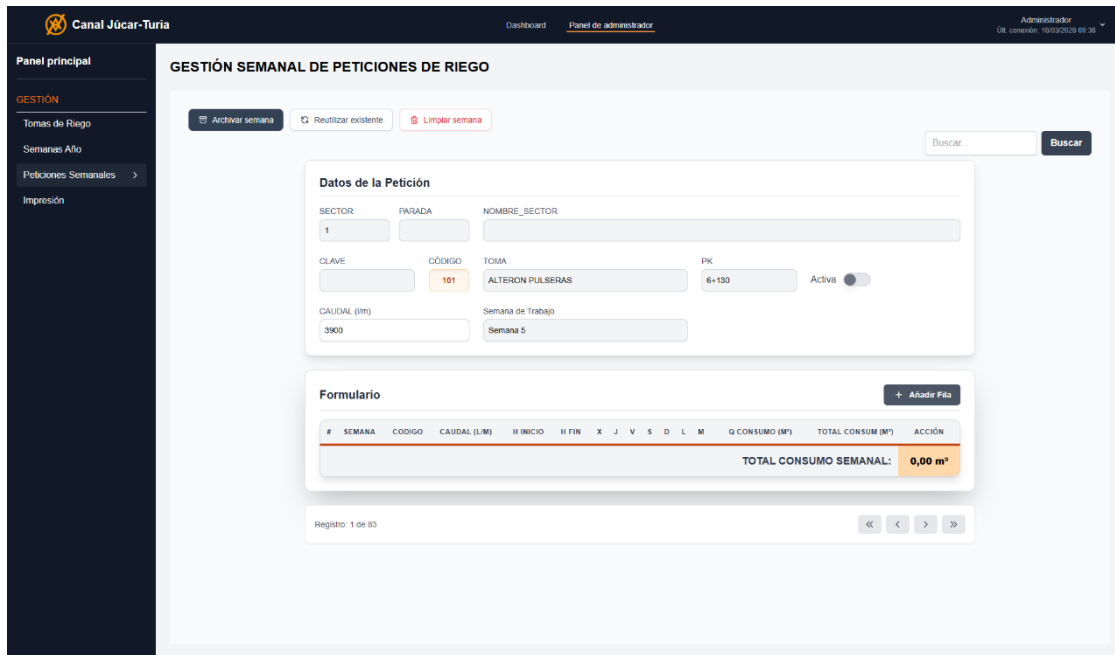 Canal Júcar-Turia
Dashboard
Panel de administrador
Administrador
Últ. conexión: 16/03/2026 09:36
Panel principal
GESTIÓN
Tomas de Riego
Semanas Año
Peticiones Semanales
Impresión
GESTIÓN SEMANAL DE PETICIONES DE RIEGO
Archivar semana
Reutilizar existente
Limpiar semana
Buscar...
Buscar
Datos de la Petición
SECTOR PARADA NOMBRE_SECTOR
1
CLAVE CÓDIGO TOMA PK
101 ALTERON PULSERAS 6+130 Activa
CAUDAL (l/m) Semana de Trabajo
3900 Semana 5
Formulario
+ Añadir Fila
# SEMANA CODIGO CAUDAL (L/M) H INICIO H FIN X J V S D L M Q CONSUMO (M³) TOTAL CONSUM (M³) ACCIÓN
TOTAL CONSUMO SEMANAL: 0,00 m³
Registro: 1 de 83
« ‹ › »